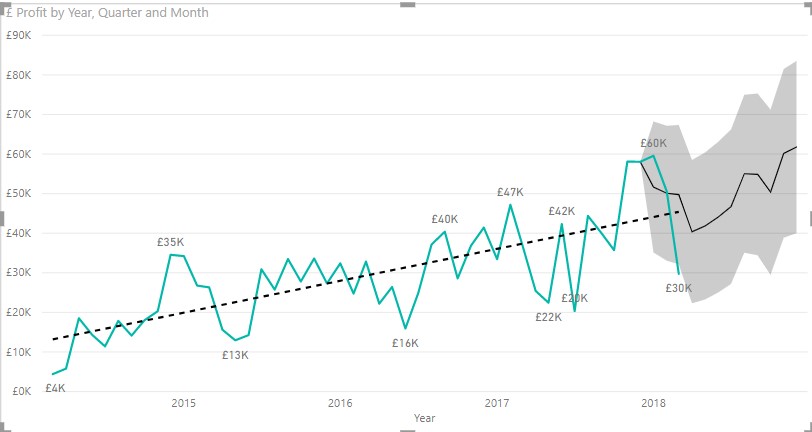 £ Profit by Year, Quarter and Month
£90K
£80K
£70K
£60K
£50K
£40K
£30K
£20K
£10K
£0K
£4K
£35K
£13K
£16K
£40K
£47K
£22K
£42K
£20K
£60K
£30K
2015
2016
2017
2018
Year